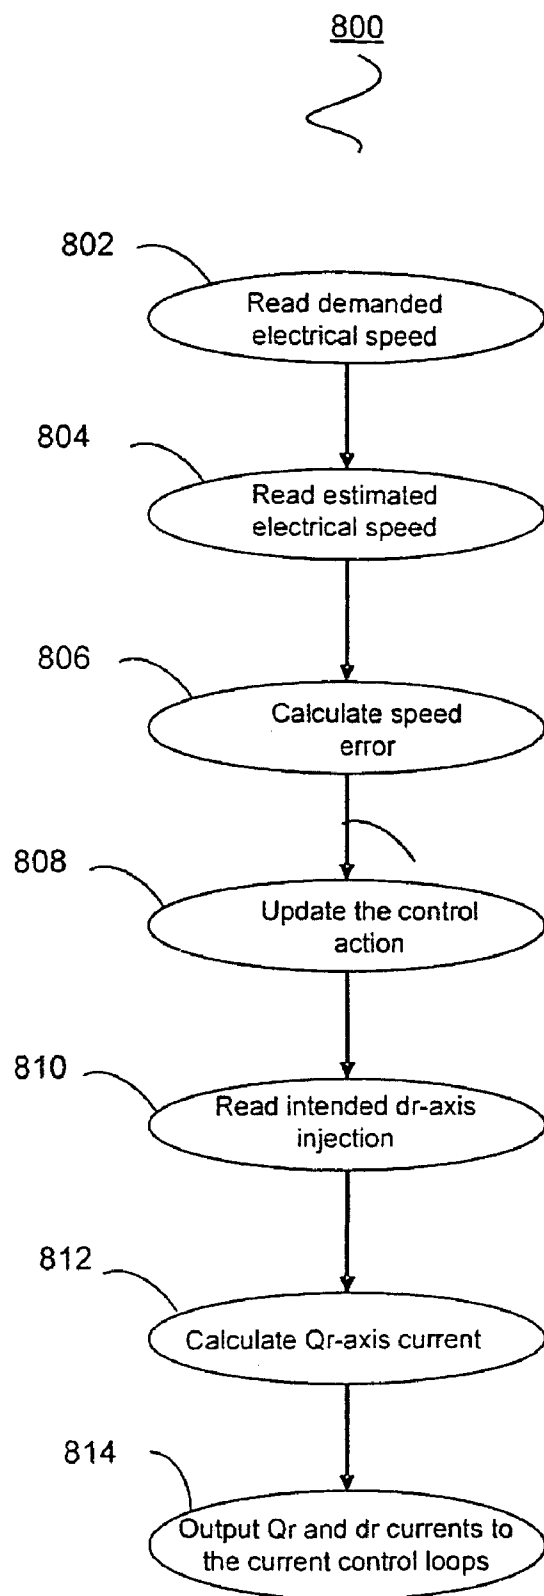 800
802
Read demanded
electrical speed
804
Read estimated
electrical speed
806
Calculate speed
error
808
Update the control
action
810
Read intended dr-axis
injection
812
Calculate Qr-axis current
814
Output Qr and dr currents to
the current control loops